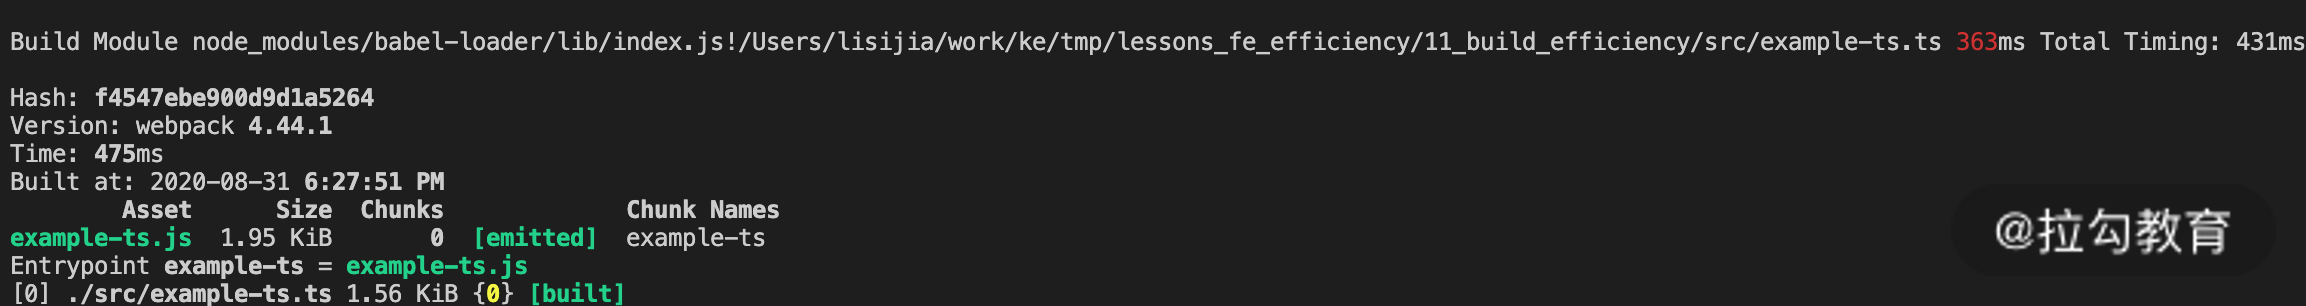 Build Module node_modules/babel-loader/lib/index.js!/Users/lisijia/work/ke/tmp/lessons_fe_efficiency/11_build_efficiency/src/example-ts.ts 363ms Total Timing: 431ms
Hash: f4547ebe900d9d1a5264
Version: webpack 4.44.1
Time: 475ms
Built at: 2020-08-31 6:27:51 PM
Asset Size Chunks Chunk Names
example-ts.js 1.95 KiB 0 [emitted] example-ts
Entrypoint example-ts = example-ts.js
[0] ./src/example-ts.ts 1.56 KiB {0} [built]
@拉勾教育